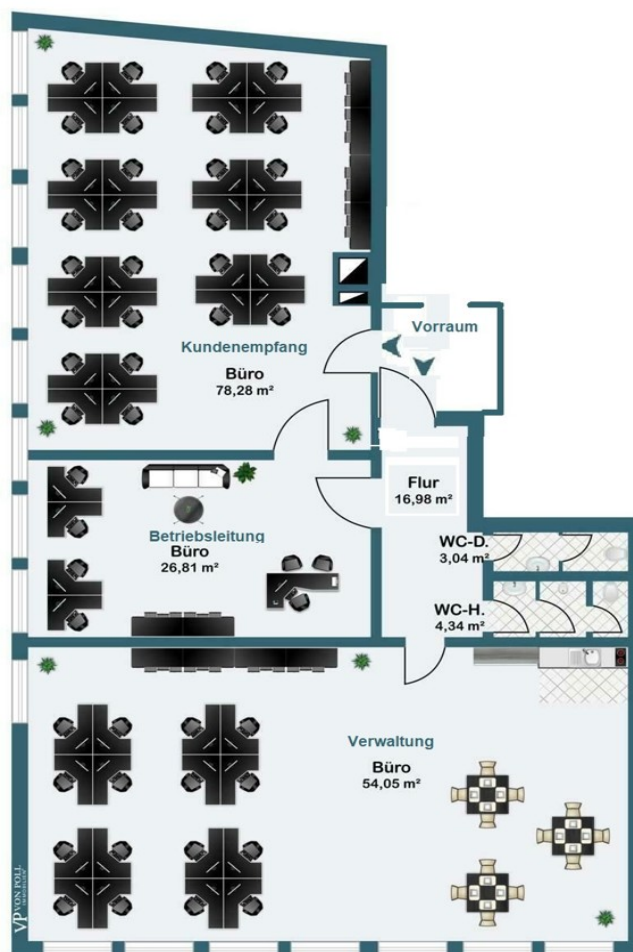 Vorraum
Kundenempfang
Büro
78,28 m²
Flur
16,98 m²
Betriebsleitung
Büro
26,81 m²
WC-D.
3,04 m²
WC-H.
4,34 m²
Verwaltung
Büro
54,05 m²
VP VON POLL
IMMOBILIEN